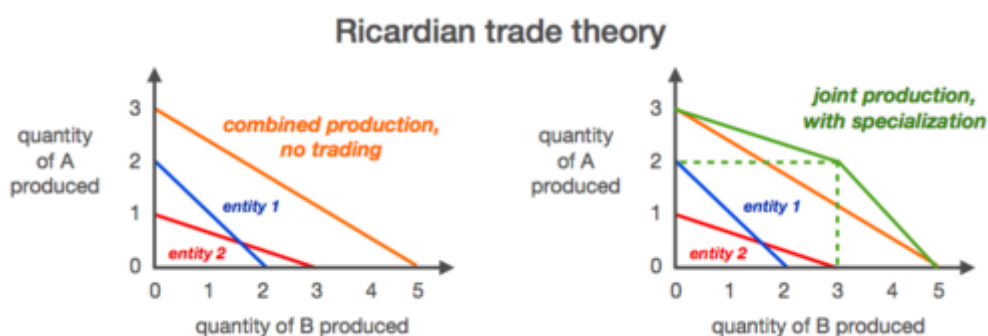 Ricardian trade theory
quantity
of A
produced
3
2
1
0
combined production,
no trading
entity 1
entity 2
0 1 2 3 4 5
quantity of B produced
quantity
of A
produced
3
2
1
0
joint production,
with specialization
entity 1
entity 2
0 1 2 3 4 5
quantity of B produced